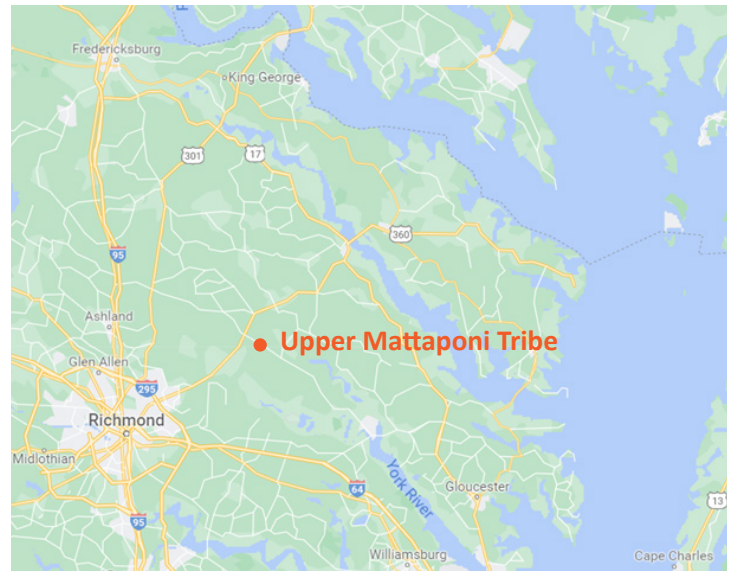 Fredericksburg
King George
301
17
360
95
Upper Mattaponi Tribe
Ashland
Glen Allen
295
Richmond
Midlothian
York River
64
Gloucester
95
13
Williamsburg
Cape Charles